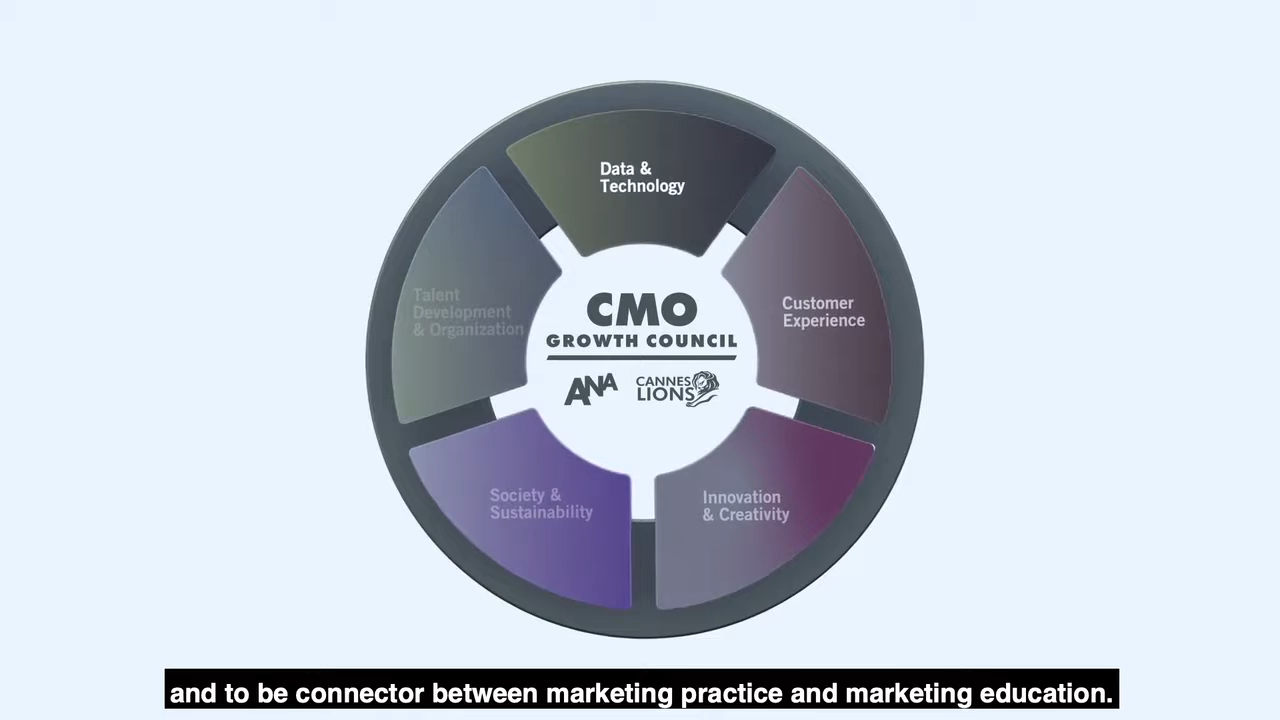 Data &
Technology
Talent
Development
& Organization
Customer
Experience
CMO
GROWTH COUNCIL
ANA
CANNES
LIONS
Society &
Sustainability
Innovation
& Creativity
and to be connector between marketing practice and marketing education.